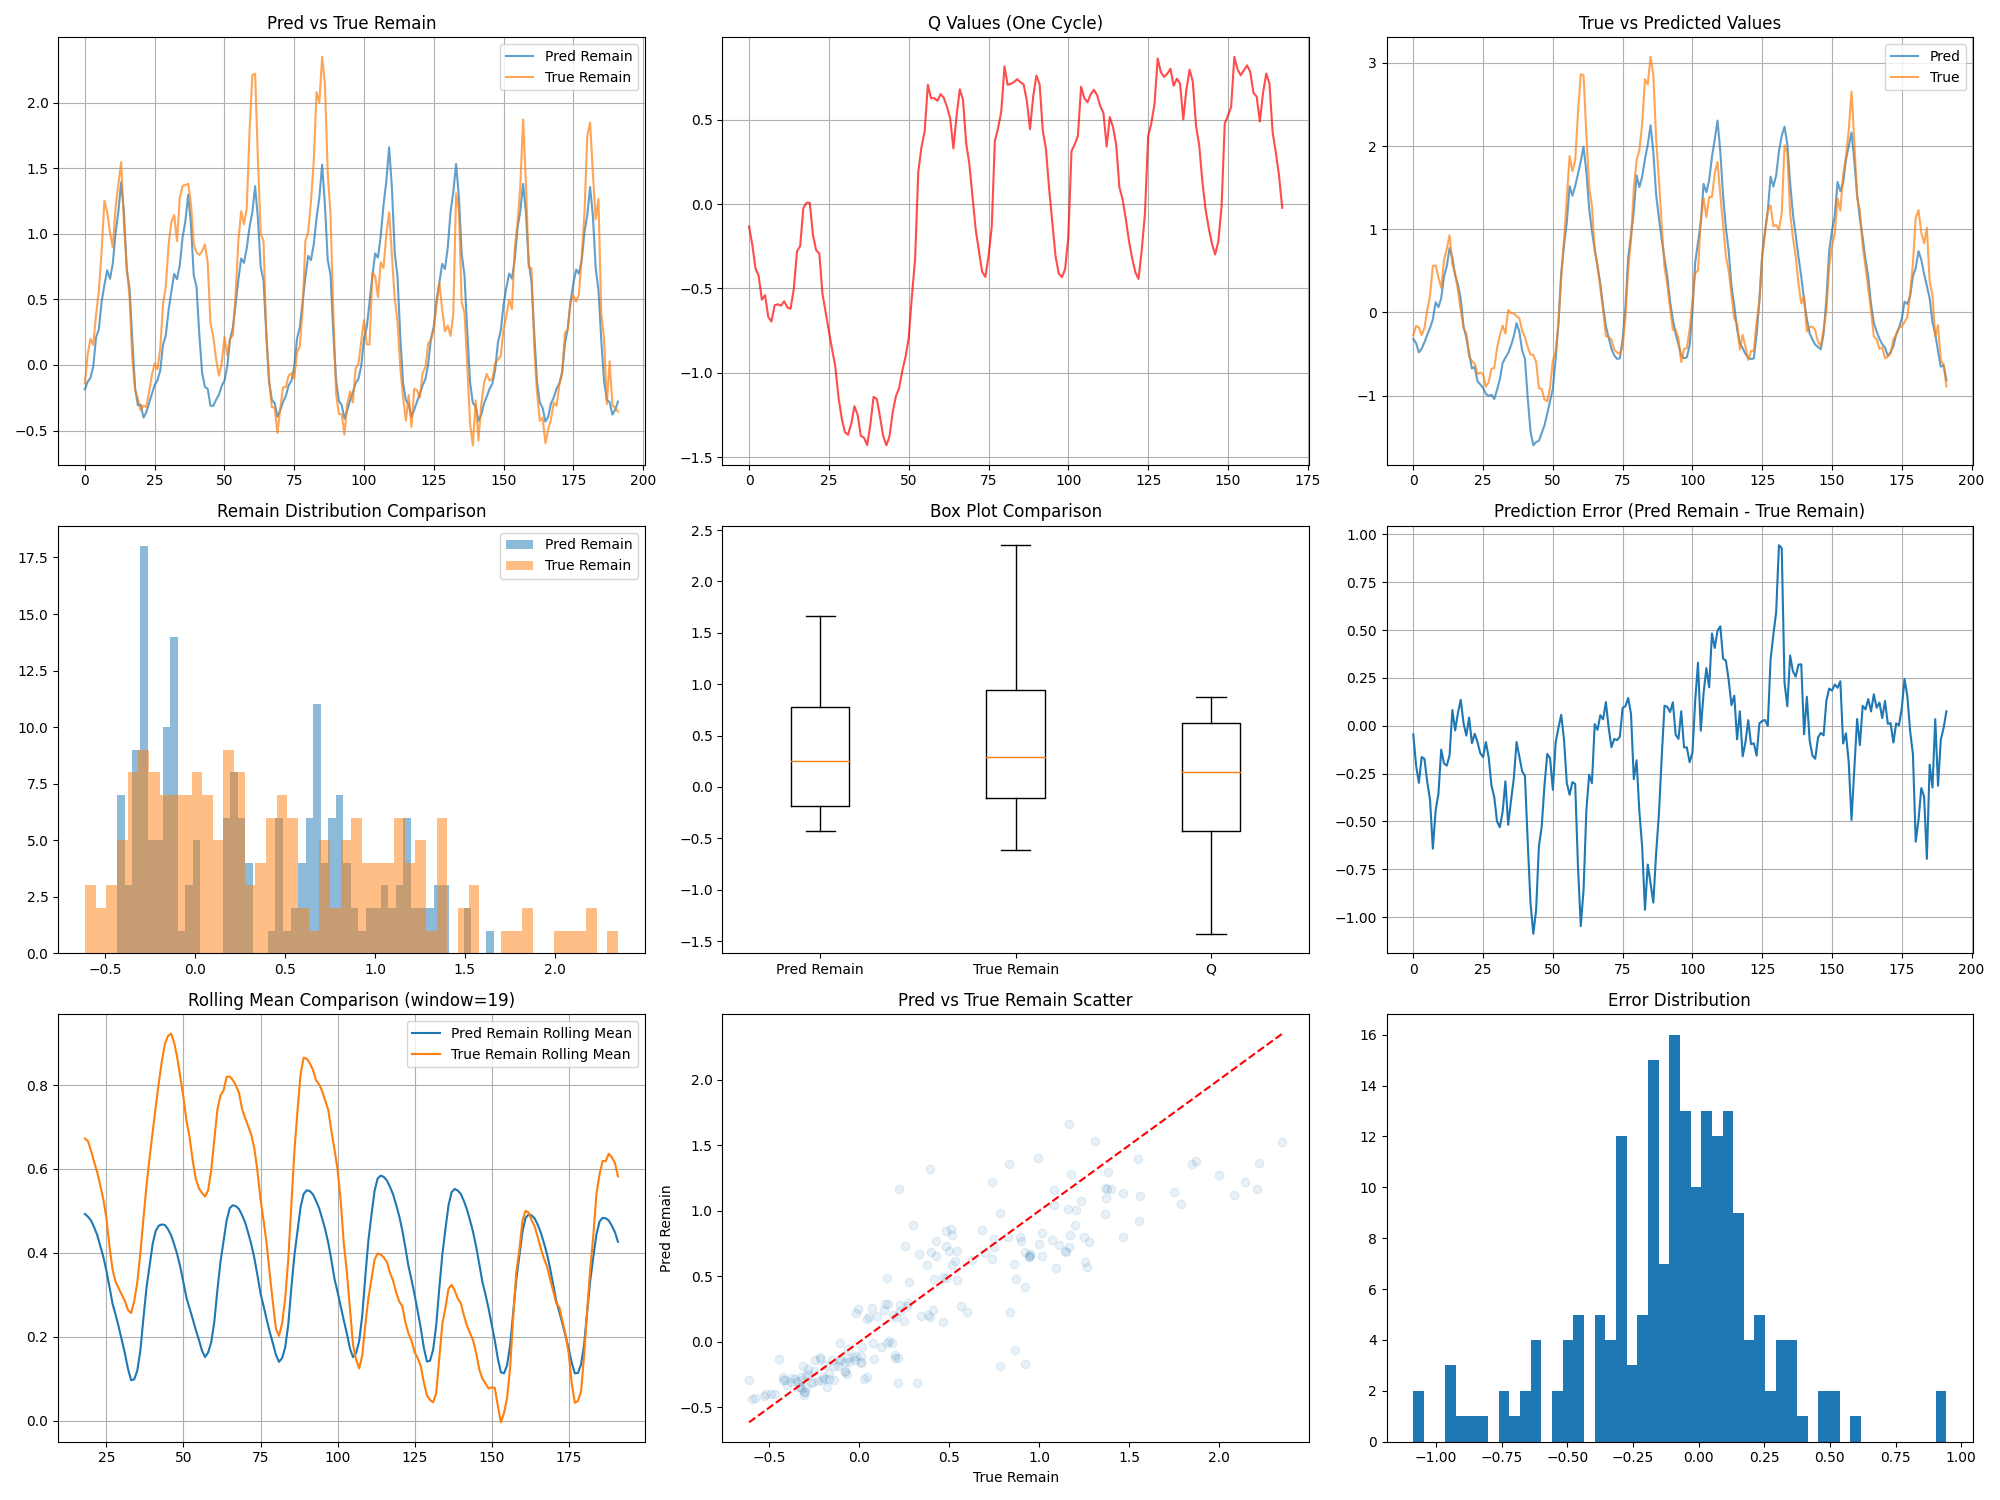 Pred vs True Remain
Pred Remain
True Remain
2.0
1.5
1.0
0.5
0.0
−0.5
0 25 50 75 100 125 150 175 200
Q Values (One Cycle)
0.5
0.0
−0.5
−1.0
−1.5
0 25 50 75 100 125 150 175
True vs Predicted Values
Pred
True
3
2
1
0
−1
0 25 50 75 100 125 150 175 200
Remain Distribution Comparison
Pred Remain
True Remain
17.5
15.0
12.5
10.0
7.5
5.0
2.5
0.0
−0.5 0.0 0.5 1.0 1.5 2.0
Box Plot Comparison
2.5
2.0
1.5
1.0
0.5
0.0
−0.5
−1.0
−1.5
Pred Remain True Remain Q
Prediction Error (Pred Remain - True Remain)
1.00
0.75
0.50
0.25
0.00
−0.25
−0.50
−0.75
−1.00
0 25 50 75 100 125 150 175 200
Rolling Mean Comparison (window=19)
Pred Remain Rolling Mean
True Remain Rolling Mean
0.8
0.6
0.4
0.2
0.0
25 50 75 100 125 150 175
Pred vs True Remain Scatter
Pred Remain
2.0
1.5
1.0
0.5
0.0
−0.5
−0.5 0.0 0.5 1.0 1.5 2.0
True Remain
Error Distribution
16
14
12
10
8
6
4
2
0
−1.00 −0.75 −0.50 −0.25 0.00 0.25 0.50 0.75 1.00